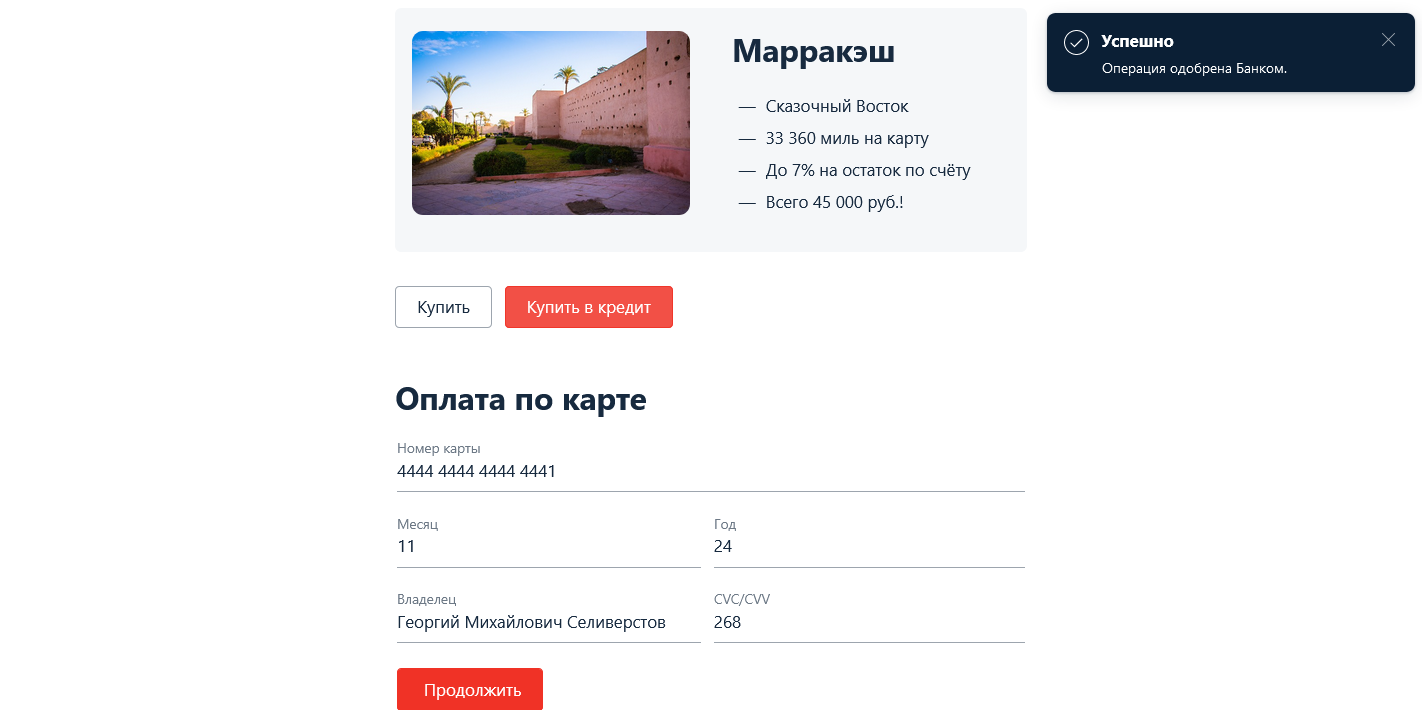 Марракэш
— Сказочный Восток
— 33 360 миль на карту
— До 7% на остаток по счёту
— Всего 45 000 руб.!
Успешно
Операция одобрена Банком.
Купить
Купить в кредит
Оплата по карте
Номер карты
4444 4444 4444 4441
Месяц
11
Год
24
Владелец
Георгий Михайлович Селиверстов
CVC/CVV
268
Продолжить